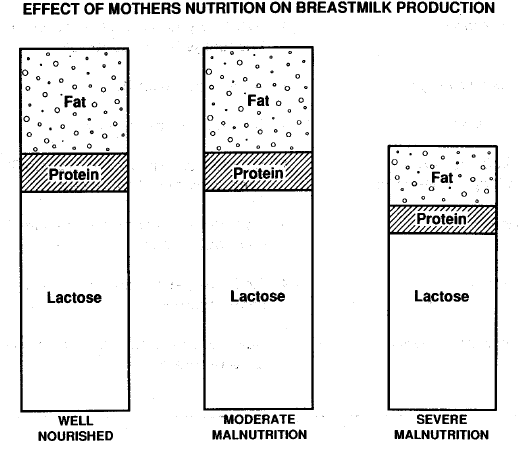 EFFECT OF MOTHERS NUTRITION ON BREASTMILK PRODUCTION
Fat
Protein
Lactose
WELL
NOURISHED
Fat
Protein
Lactose
MODERATE
MALNUTRITION
Fat
Protein
Lactose
SEVERE
MALNUTRITION